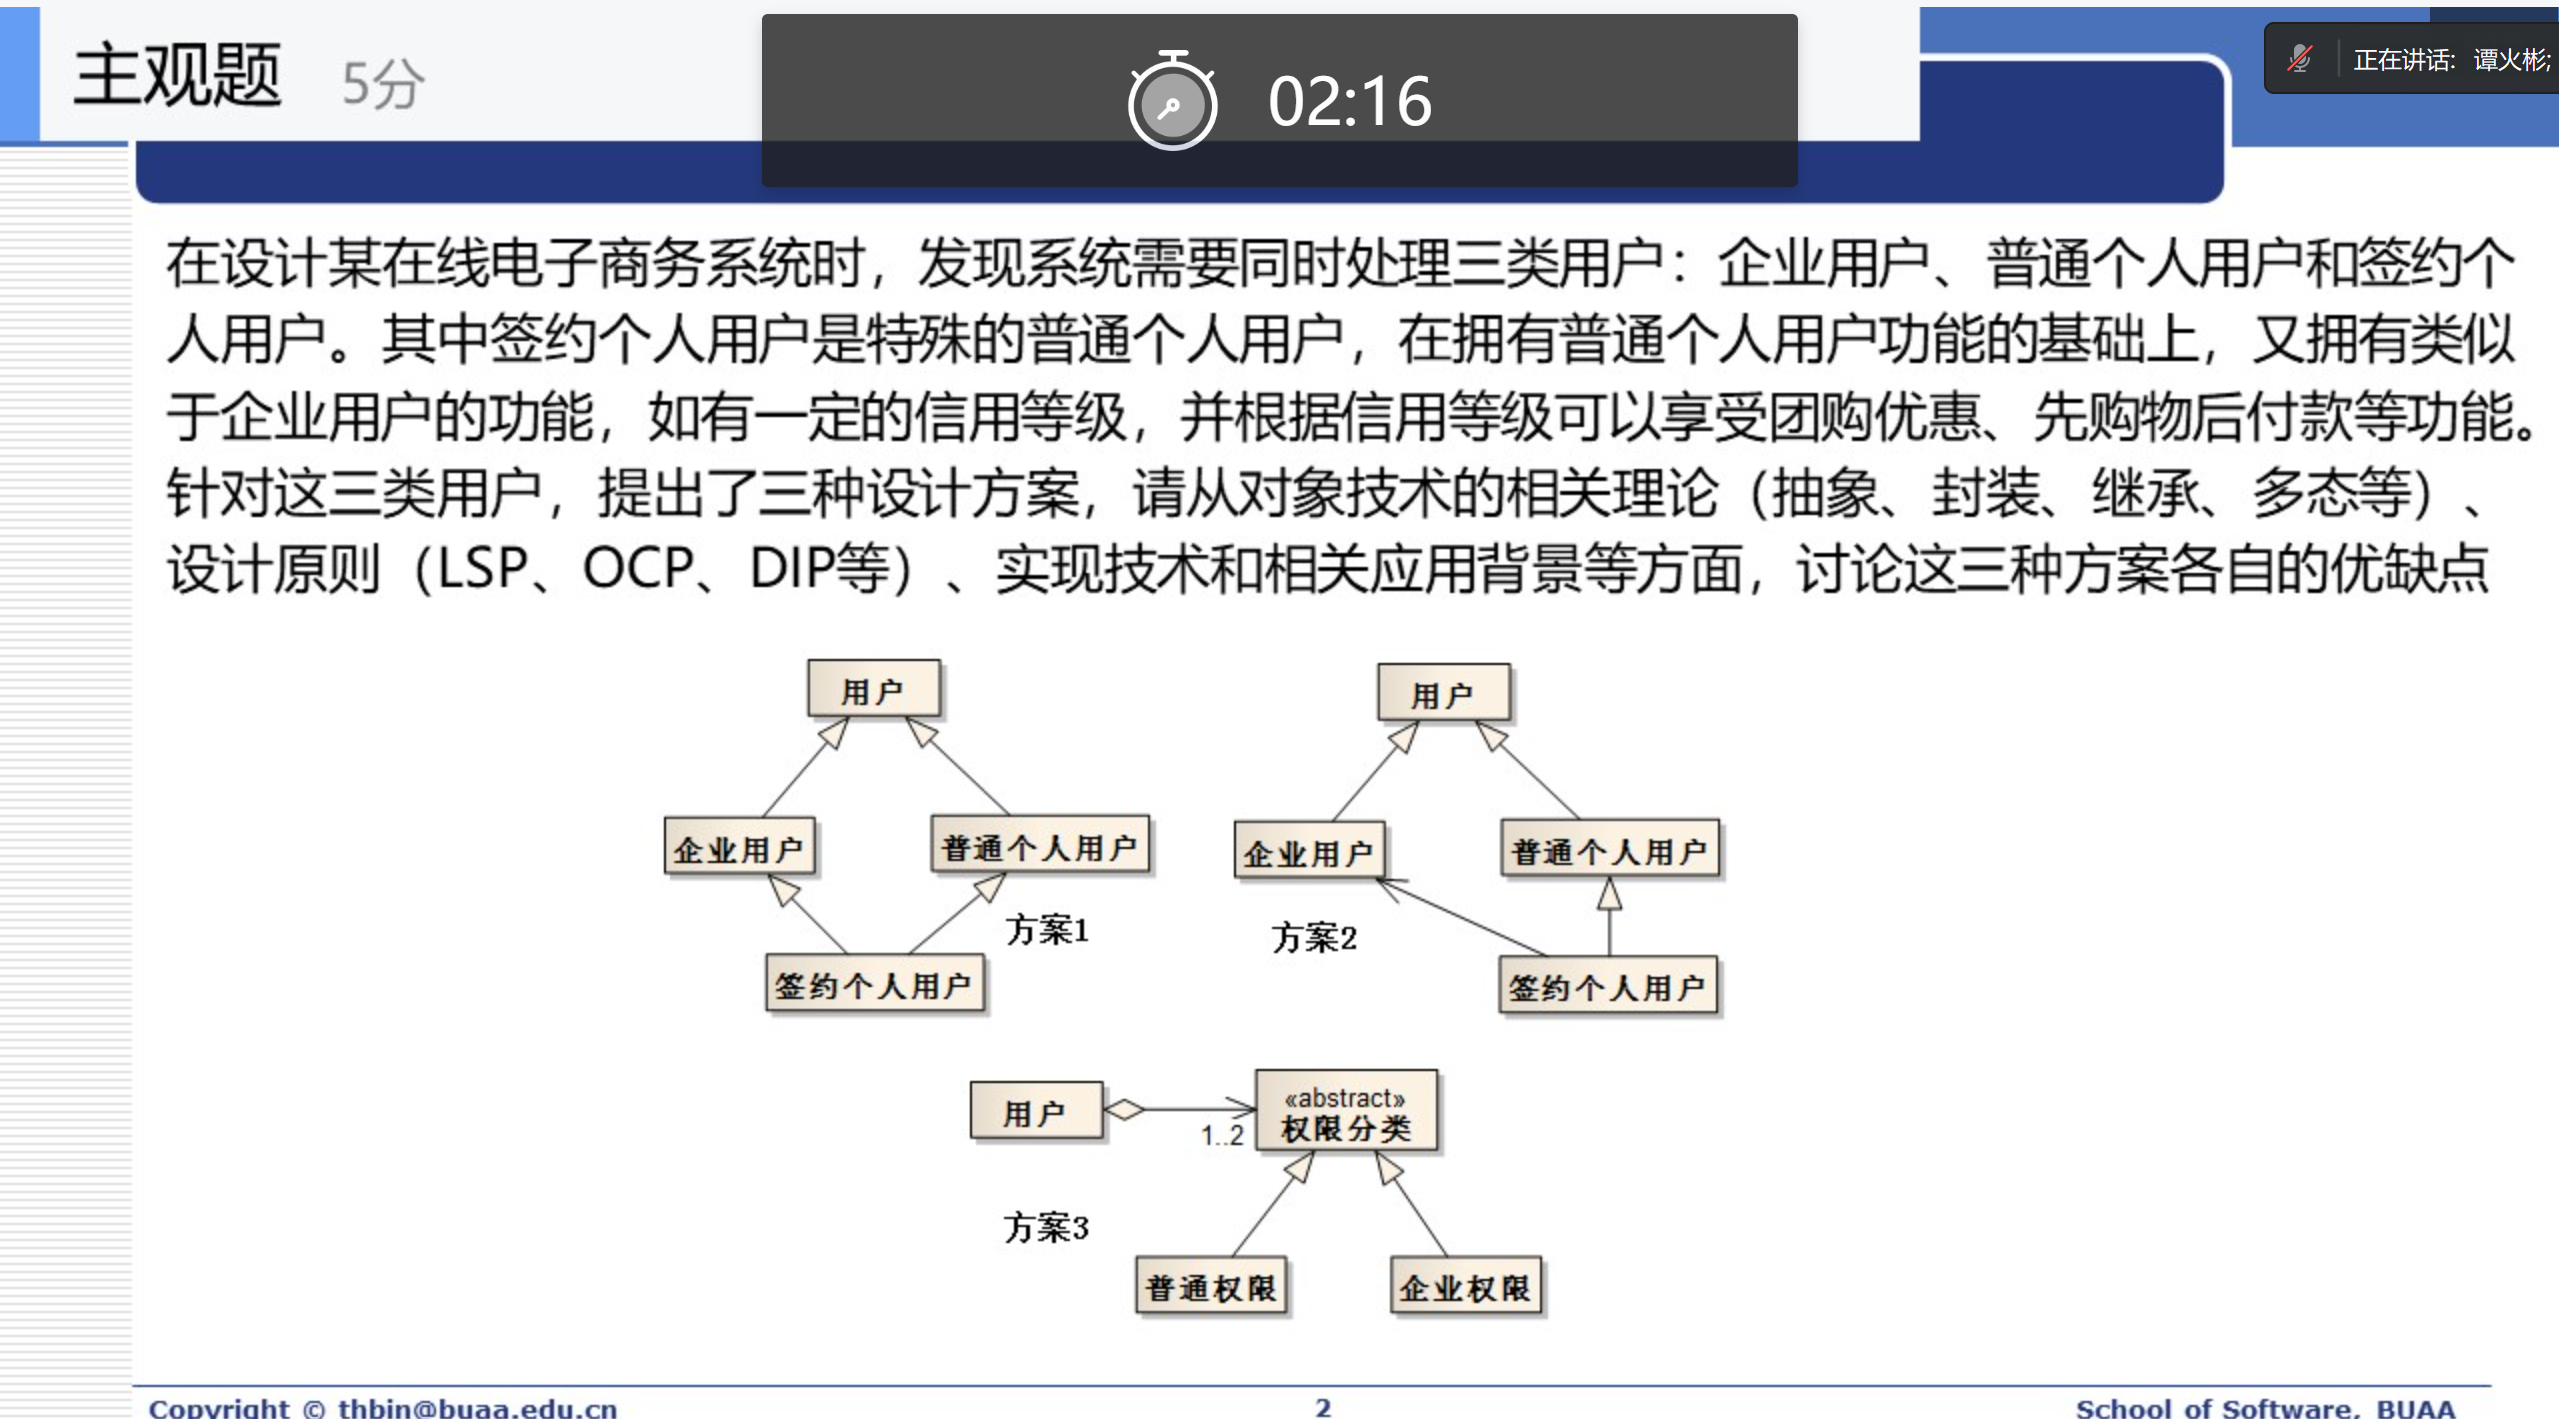 主观题 5分
02:16
正在讲话: 谭火彬;
在设计某在线电子商务系统时，发现系统需要同时处理三类用户：企业用户、普通个人用户和签约个
人用户。其中签约个人用户是特殊的普通个人用户，在拥有普通个人用户功能的基础上，又拥有类似
于企业用户的功能，如有一定的信用等级，并根据信用等级可以享受团购优惠、先购物后付款等功能。
针对这三类用户，提出了三种设计方案，请从对象技术的相关理论（抽象、封装、继承、多态等）、
设计原则（LSP、OCP、DIP等）、实现技术和相关应用背景等方面，讨论这三种方案各自的优缺点
用户
企业用户
普通个人用户
方案1
签约个人用户
用户
企业用户
普通个人用户
方案2
签约个人用户
用户
1..2
«abstract»
权限分类
方案3
普通权限
企业权限
Copyright © thbin@buaa.edu.cn
2
School of Software, BUAA